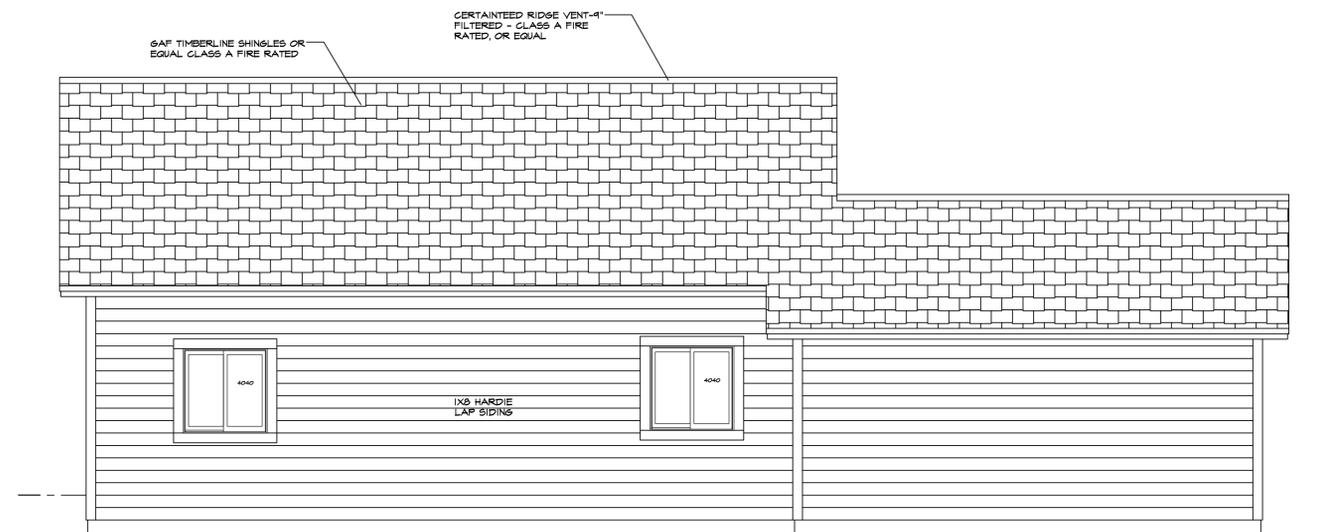 CERTAINTEED RIDGE VENT-9"
FILTERED - CLASS A FIRE
RATED, OR EQUAL
GAF TIMBERLINE SHINGLES OR
EQUAL CLASS A FIRE RATED
4040
4040
1X8 HARDIE
LAP SIDING